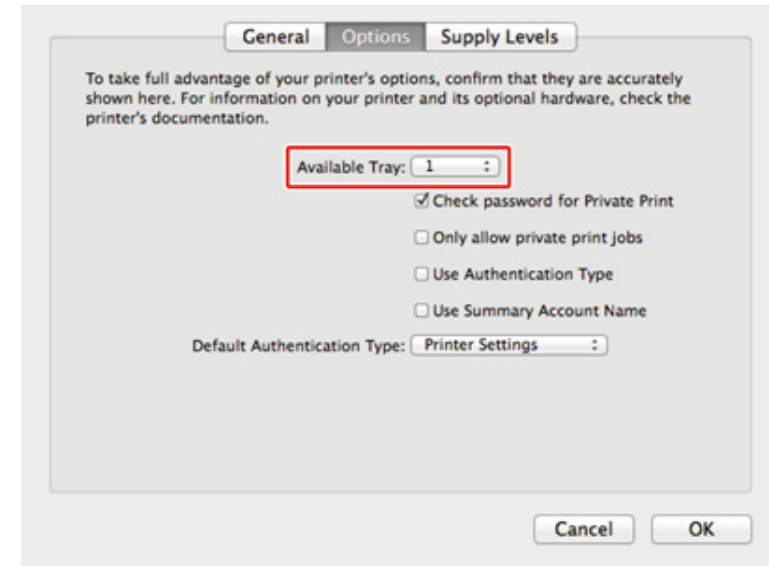 General Options Supply Levels
To take full advantage of your printer's options, confirm that they are accurately
shown here. For information on your printer and its optional hardware, check the
printer's documentation.
Available Tray: 1
Check password for Private Print
Only allow private print jobs
Use Authentication Type
Use Summary Account Name
Default Authentication Type: Printer Settings
Cancel OK